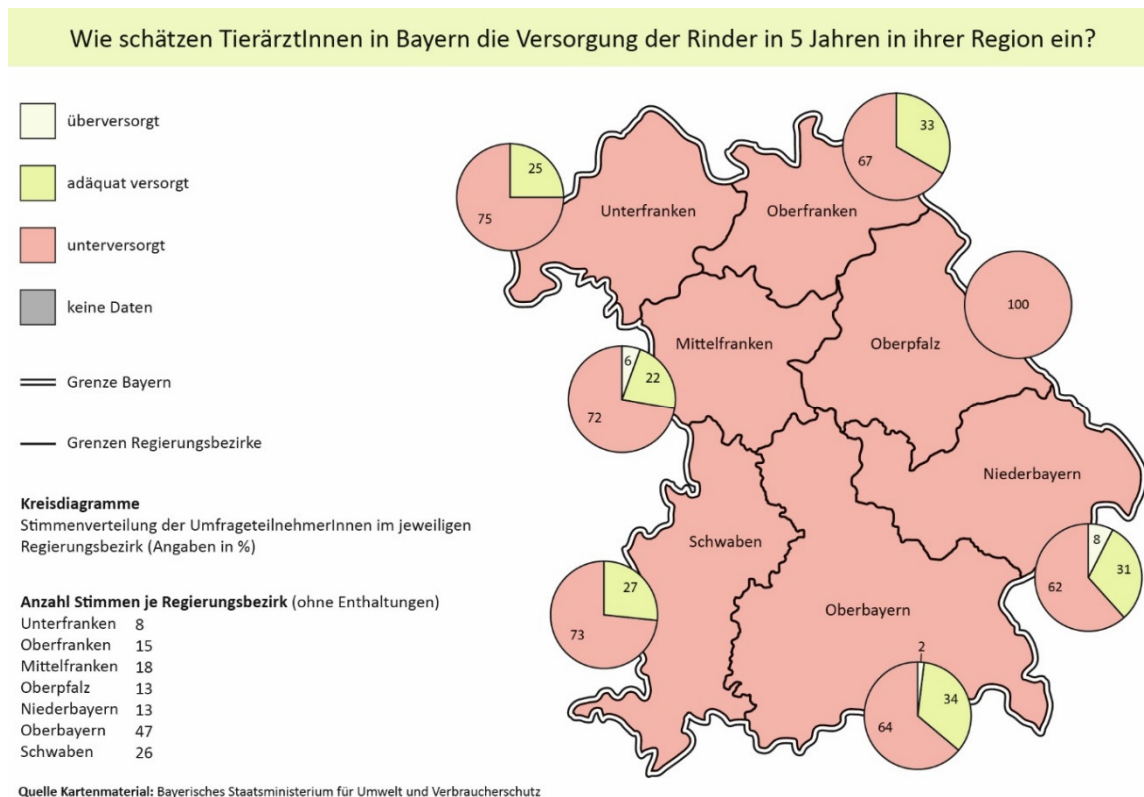 Wie schätzen TierärztInnen in Bayern die Versorgung der Rinder in 5 Jahren in ihrer Region ein?
überversorgt
adäquat versorgt
unterversorgt
keine Daten
Grenze Bayern
Grenzen Regierungsbezirke
Kreisdiagramme
Stimmenverteilung der UmfrageteilnehmerInnen im jeweiligen
Regierungsbezirk (Angaben in %)
Anzahl Stimmen je Regierungsbezirk (ohne Enthaltungen)
Unterfranken 8
Oberfranken 15
Mittelfranken 18
Oberpfalz 13
Niederbayern 13
Oberbayern 47
Schwaben 26
Quelle Kartenmaterial: Bayerisches Staatsministerium für Umwelt und Verbraucherschutz
33
67
25
75
Unterfranken
Oberfranken
100
Mittelfranken
Oberpfalz
6
22
72
Niederbayern
Schwaben
8
31
62
27
73
Oberbayern
2
34
64